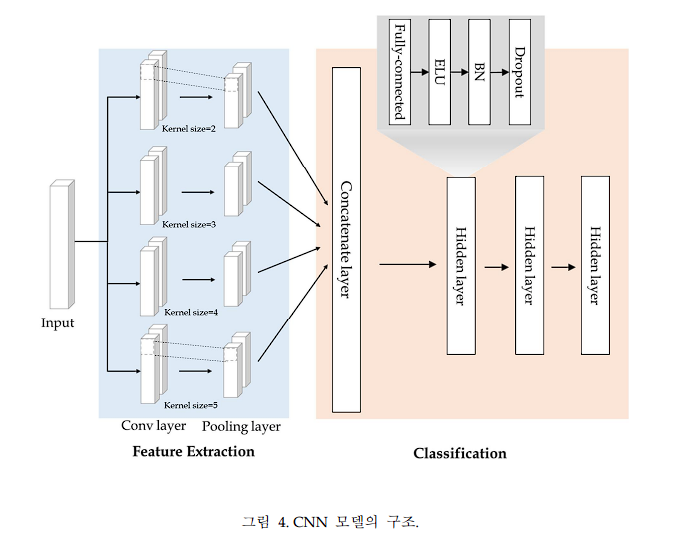 Fully-connected
ELU
BN
Dropout
Kernel size=2
Kernel size=3
Kernel size=4
Kernel size=5
Input
Conv layer
Pooling layer
Feature Extraction
Concatenate layer
Hidden layer
Hidden layer
Hidden layer
Classification
그림 4. CNN 모델의 구조.